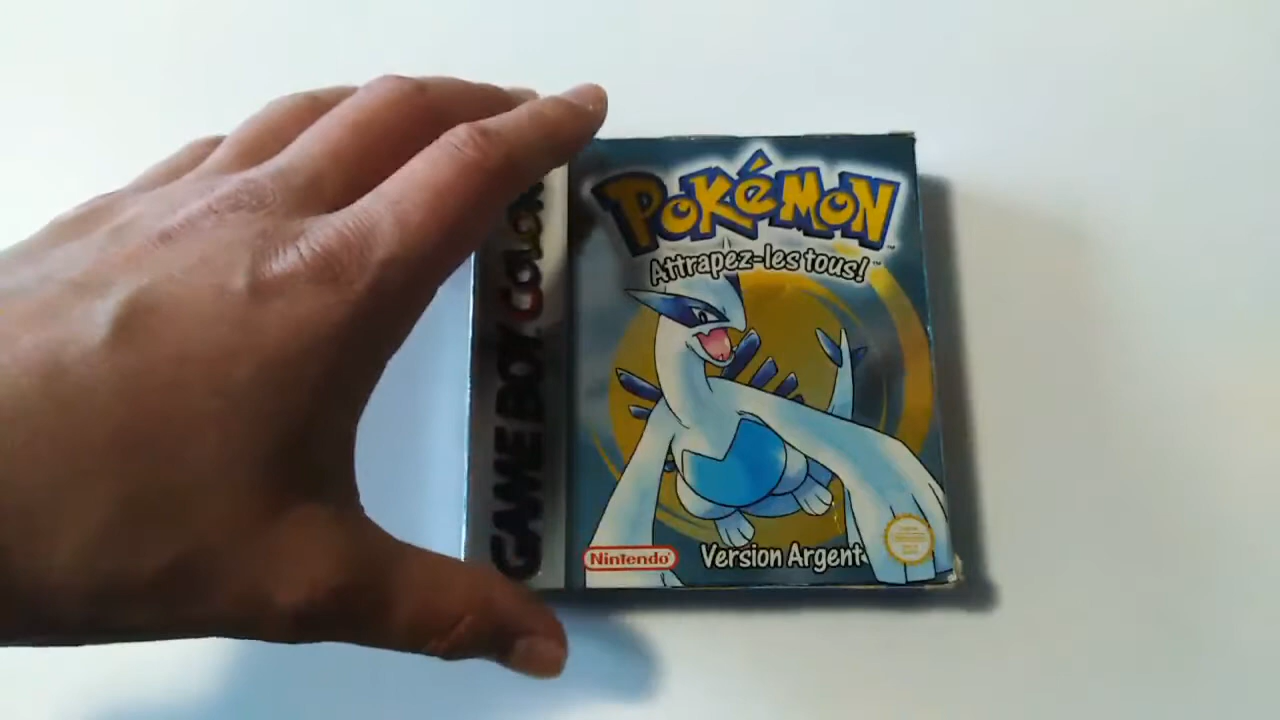 GAME BOY COLOR
POKéMON
Attrapez-les tous!
Nintendo
Version Argent